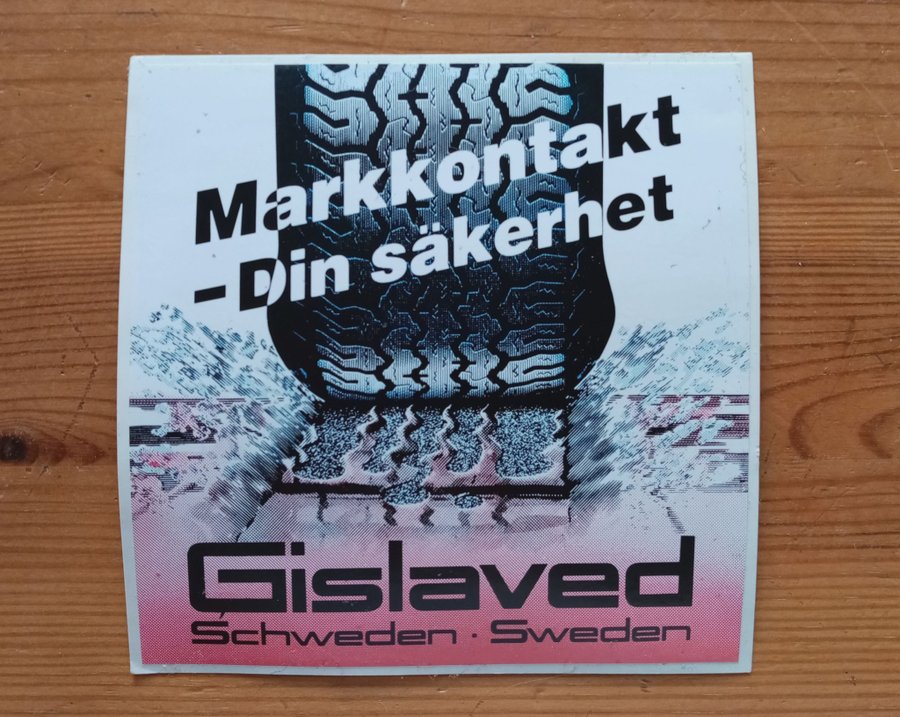 Markkontakt
– Din säkerhet
Gislaved
Schweden · Sweden